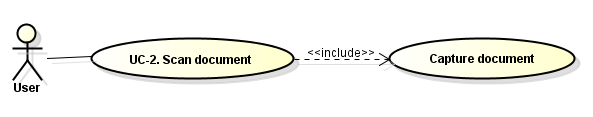 <<include>>
UC-2. Scan document
Capture document
User